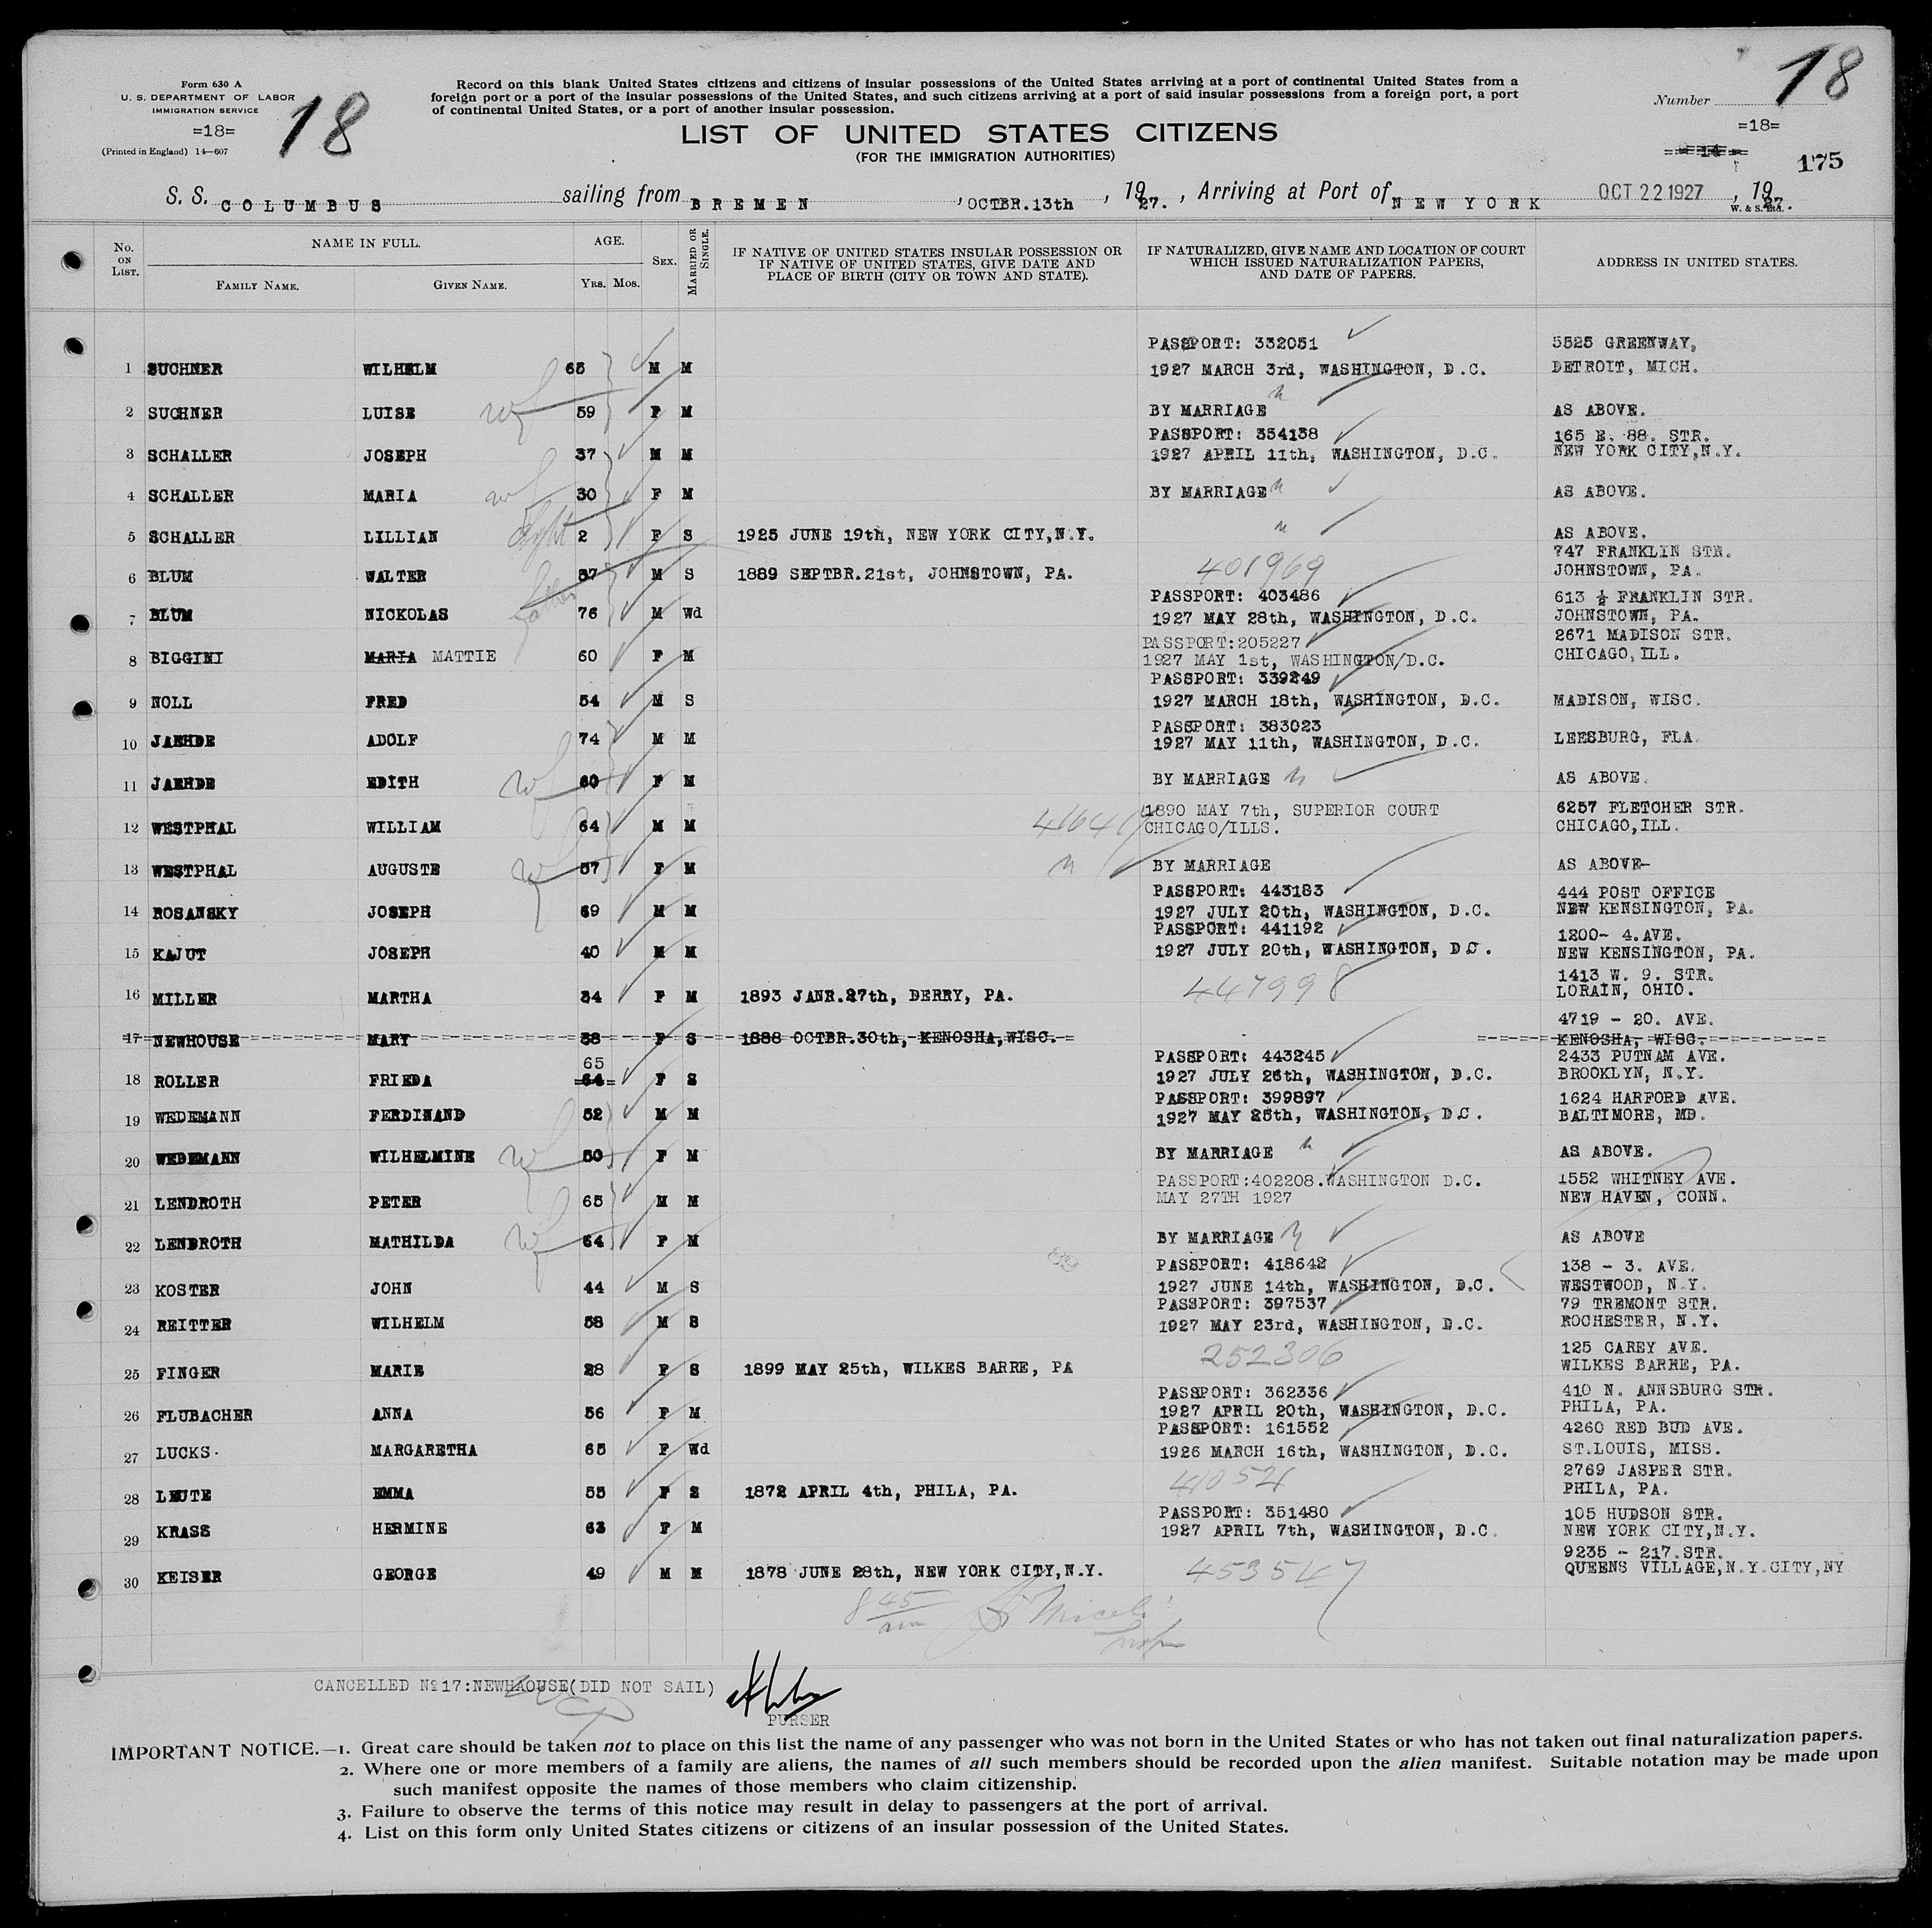 Form 630 A
U. S. DEPARTMENT OF LABOR
IMMIGRATION SERVICE
=18=
(Printed in England) 14—607
18
Record on this blank United States citizens and citizens of insular possessions of the United States arriving at a port of continental United States from a
foreign port or a port of the insular possessions of the United States, and such citizens arriving at a port of said insular possessions from a foreign port, a port
of continental United States, or a port of another insular possession.
LIST OF UNITED STATES CITIZENS
(FOR THE IMMIGRATION AUTHORITIES)
Number 18
=18=
=14=
175
S. S. COLUMBUS sailing from BREMEN, OCTBR.13th, 1927., Arriving at Port of NEW YORK OCT 22 1927, 1927.
W. & S. Ltd.
No. ON LIST.
NAME IN FULL.
FAMILY NAME. GIVEN NAME.
AGE.
YRS. MOS.
SEX.
MARRIED OR SINGLE.
IF NATIVE OF UNITED STATES INSULAR POSSESSION OR
IF NATIVE OF UNITED STATES, GIVE DATE AND
PLACE OF BIRTH (CITY OR TOWN AND STATE).
IF NATURALIZED, GIVE NAME AND LOCATION OF COURT
WHICH ISSUED NATURALIZATION PAPERS,
AND DATE OF PAPERS.
ADDRESS IN UNITED STATES.
PASSPORT: 332051 5525 GREENWAY,
1 SUCHNER WILHELM 65 M M 1927 MARCH 3rd, WASHINGTON, D.C. DETROIT, MICH.
2 SUCHNER LUISE wf 59 F M BY MARRIAGE AS ABOVE.
PASSPORT: 354138 165 E. 88. STR.
3 SCHALLER JOSEPH 37 M M 1927 APRIL 11th, WASHINGTON, D.C. NEW YORK CITY,N.Y.
4 SCHALLER MARIA wf 30 F M BY MARRIAGE AS ABOVE.
5 SCHALLER LILLIAN 2 F S 1925 JUNE 19th, NEW YORK CITY,N.Y. AS ABOVE.
747 FRANKLIN STR.
6 BLUM WALTER 37 M S 1889 SEPTBR.21st, JOHNSTOWN, PA. 401969 JOHNSTOWN, PA.
PASSPORT: 403486 613 ½ FRANKLIN STR.
7 BLUM NICKOLAS father 76 M Wd 1927 MAY 28th, WASHINGTON, D.C. JOHNSTOWN, PA.
PASSPORT:205227 2671 MADISON STR.
8 BIGGINI MARIA MATTIE 60 F M 1927 MAY 1st, WASHINGTON/D.C. CHICAGO,ILL.
PASSPORT: 339249
9 NOLL FRED 54 M S 1927 MARCH 18th, WASHINGTON, D.C. MADISON, WISC.
PASSPORT: 383023
10 JAEHDE ADOLF 74 M M 1927 MAY 11th, WASHINGTON, D.C. LEESBURG, FLA.
11 JAEHDE EDITH wf 60 F M BY MARRIAGE AS ABOVE.
1890 MAY 7th, SUPERIOR COURT 6257 FLETCHER STR.
12 WESTPHAL WILLIAM 64 M M CHICAGO/ILLS. CHICAGO,ILL.
13 WESTPHAL AUGUSTE wf 57 F M BY MARRIAGE AS ABOVE-
PASSPORT: 443183 444 POST OFFICE
14 ROSANSKY JOSEPH 69 M M 1927 JULY 20th, WASHINGTON, D.C. NEW KENSINGTON, PA.
PASSPORT: 441192 1200- 4.AVE.
15 KAJUT JOSEPH 40 M M 1927 JULY 20th, WASHINGTON, D.C. NEW KENSINGTON, PA.
1413 W. 9. STR.
16 MILLER MARTHA 34 F M 1893 JANR.27th, DERRY, PA. 447998 LORAIN, OHIO.
4719 - 20. AVE.
17 NEWHOUSE MARY 38 F S 1888 OCTBR.30th, KENOSHA,WISC. KENOSHA, WISC.
65 PASSPORT: 443245 2433 PUTNAM AVE.
18 ROLLER FRIEDA 64 F S 1927 JULY 26th, WASHINGTON, D.C. BROOKLYN, N.Y.
PASSPORT: 399897 1624 HARFORD AVE.
19 WEDEMANN FERDINAND 52 M M 1927 MAY 25th, WASHINGTON, D.C. BALTIMORE, MD.
20 WEDEMANN WILHELMINE wf 50 F M BY MARRIAGE AS ABOVE.
PASSPORT:402208.WASHINGTON D.C. 1552 WHITNEY AVE.
21 LENDROTH PETER 65 M M MAY 27TH 1927 NEW HAVEN, CONN.
22 LENDROTH MATHILDA wf 64 F M BY MARRIAGE AS ABOVE
PASSPORT: 418642 138 - 3. AVE.
23 KOSTER JOHN 44 M S 1927 JUNE 14th, WASHINGTON, D.C. WESTWOOD, N.Y.
PASSPORT: 397537 79 TREMONT STR.
24 REITTER WILHELM 58 M S 1927 MAY 23rd, WASHINGTON, D.C. ROCHESTER, N.Y.
252306 125 CAREY AVE.
25 FINGER MARIE 28 F S 1899 MAY 25th, WILKES BARRE, PA WILKES BARRE, PA.
PASSPORT: 362336 410 N. ANNSBURG STR.
26 FLUBACHER ANNA 56 F M 1927 APRIL 20th, WASHINGTON, D.C. PHILA, PA.
PASSPORT: 161552 4260 RED BUD AVE.
27 LUCKS. MARGARETHA 65 F Wd 1926 MARCH 16th, WASHINGTON, D.C. ST.LOUIS, MISS.
2769 JASPER STR.
28 LEUTE EMMA 55 F S 1872 APRIL 4th, PHILA, PA. PHILA, PA.
PASSPORT: 351480 105 HUDSON STR.
29 KRASS HERMINE 63 F M 1927 APRIL 7th, WASHINGTON, D.C. NEW YORK CITY,N.Y.
9235 - 217.STR.
30 KEISER GEORGE 49 M M 1878 JUNE 28th, NEW YORK CITY,N.Y. 453547 QUEENS VILLAGE,N.Y.CITY,NY
8 45 am
CANCELLED No17:NEWHAOUSE(DID NOT SAIL)
PURSER
IMPORTANT NOTICE.—1. Great care should be taken not to place on this list the name of any passenger who was not born in the United States or who has not taken out final naturalization papers.
2. Where one or more members of a family are aliens, the names of all such members should be recorded upon the alien manifest. Suitable notation may be made upon
such manifest opposite the names of those members who claim citizenship.
3. Failure to observe the terms of this notice may result in delay to passengers at the port of arrival.
4. List on this form only United States citizens or citizens of an insular possession of the United States.